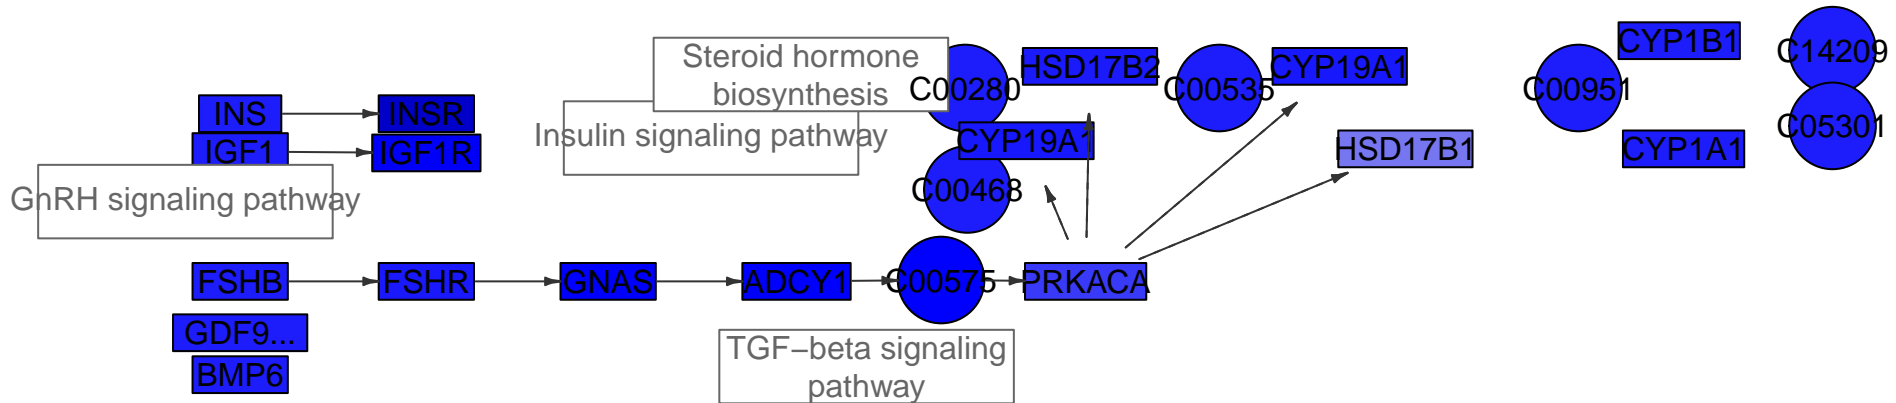 Steroid hormone
biosynthesis
C00280
HSD17B2
C00535
CYP19A1
C00951
CYP1B1
C14209
INS
INSR
Insulin signaling pathway
CYP19A1
C05301
IGF1
IGF1R
HSD17B1
CYP1A1
GnRH signaling pathway
C00468
FSHB
FSHR
GNAS
ADCY1
C00575
PRKACA
GDF9...
TGF−beta signaling
pathway
BMP6